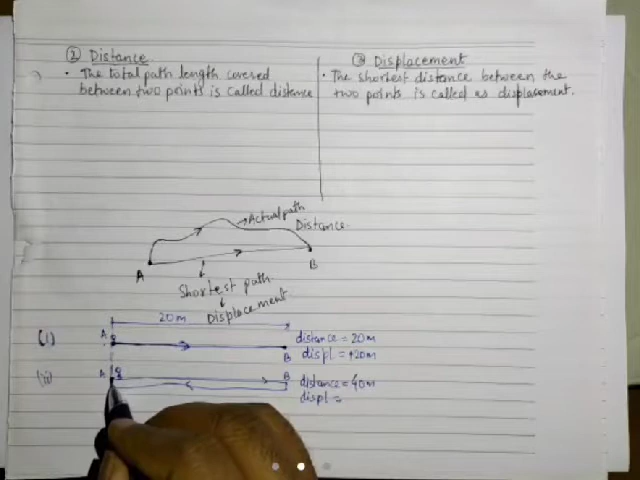 ② Distance
• The total path length covered
between two points is called distance
③ Displacement
• The shortest distance between the
two points is called as displacement.
Actual path
Distance
A
B
Shortest path
Displacement
20m
(i)
A
B
distance = 20m
displ = +20m
(ii)
A
B
distance = 40m
displ =